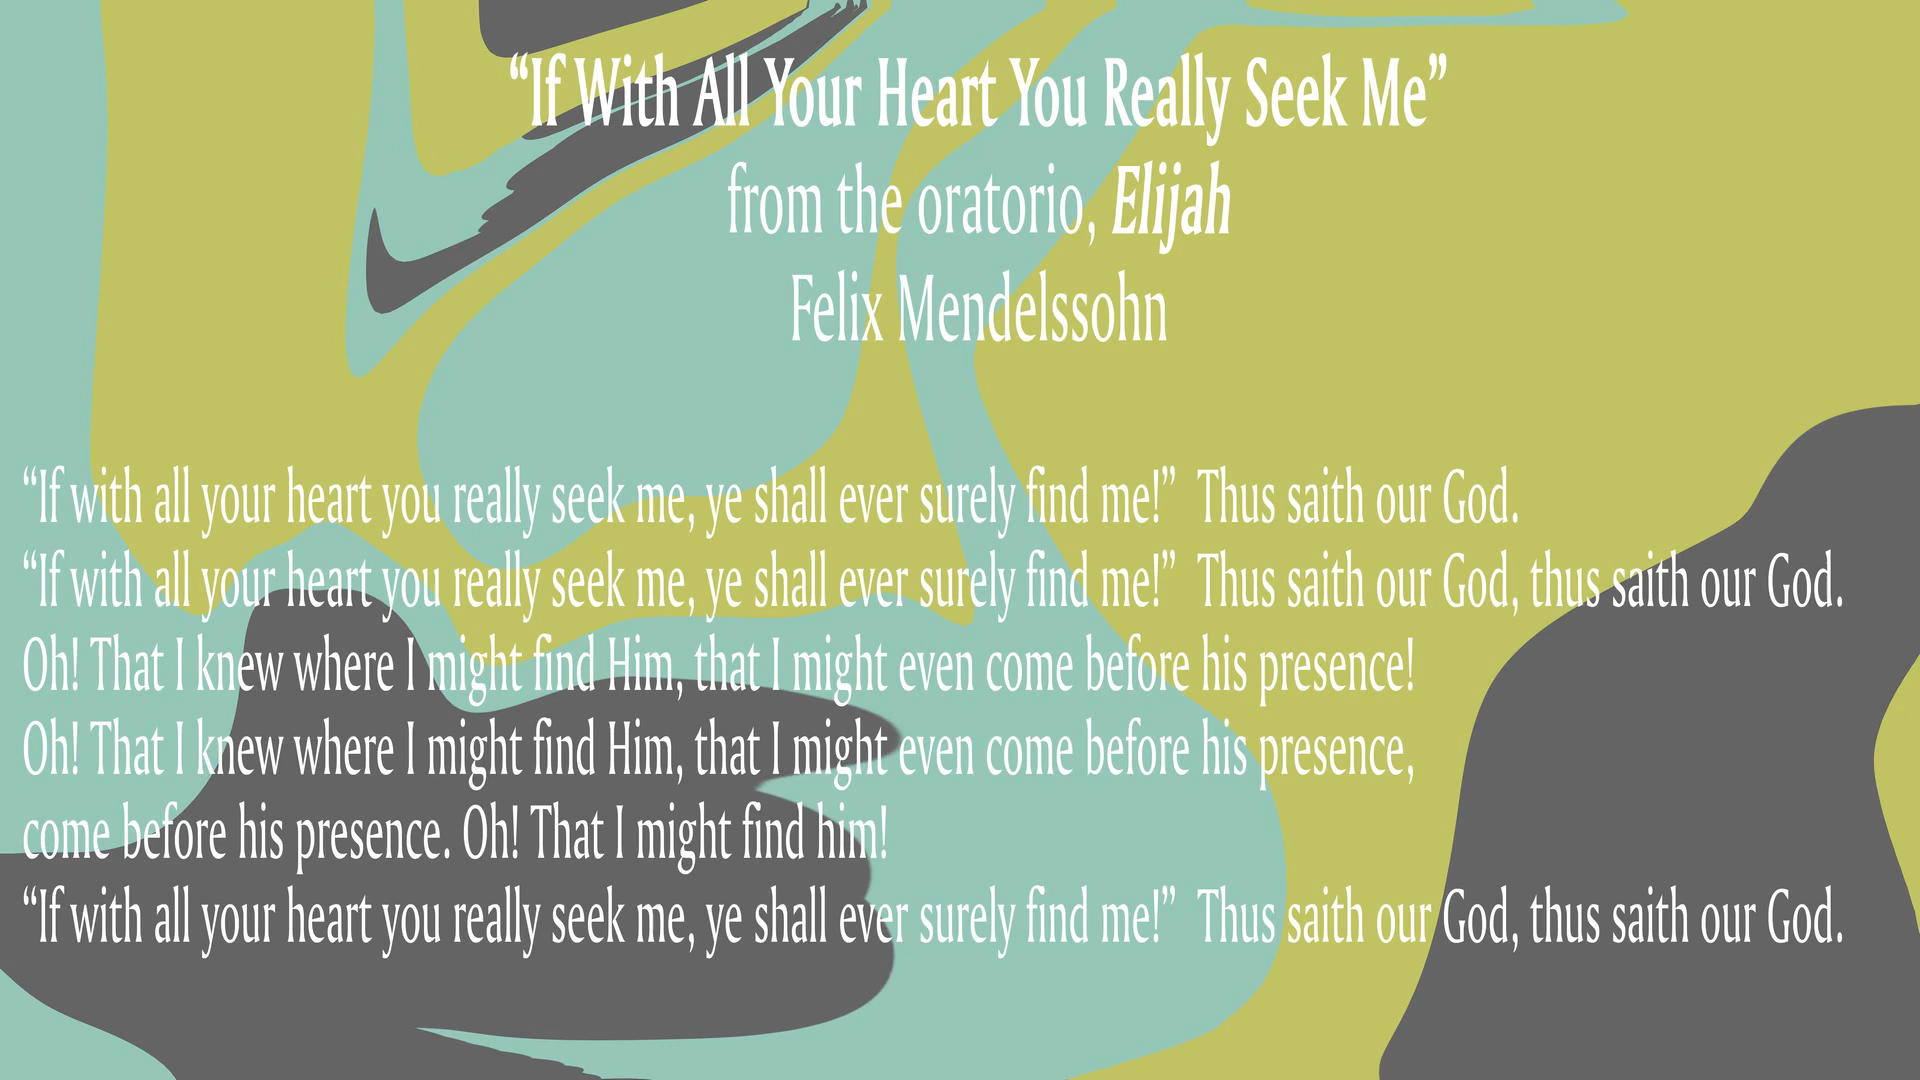 “If With All Your Heart You Really Seek Me”
from the oratorio, Elijah
Felix Mendelssohn
“If with all your heart you really seek me, ye shall ever surely find me!”  Thus saith our God.
“If with all your heart you really seek me, ye shall ever surely find me!”  Thus saith our God, thus saith our God.
Oh! That I knew where I might find Him, that I might even come before his presence!
Oh! That I knew where I might find Him, that I might even come before his presence,
come before his presence. Oh! That I might find him!
“If with all your heart you really seek me, ye shall ever surely find me!”  Thus saith our God, thus saith our God.